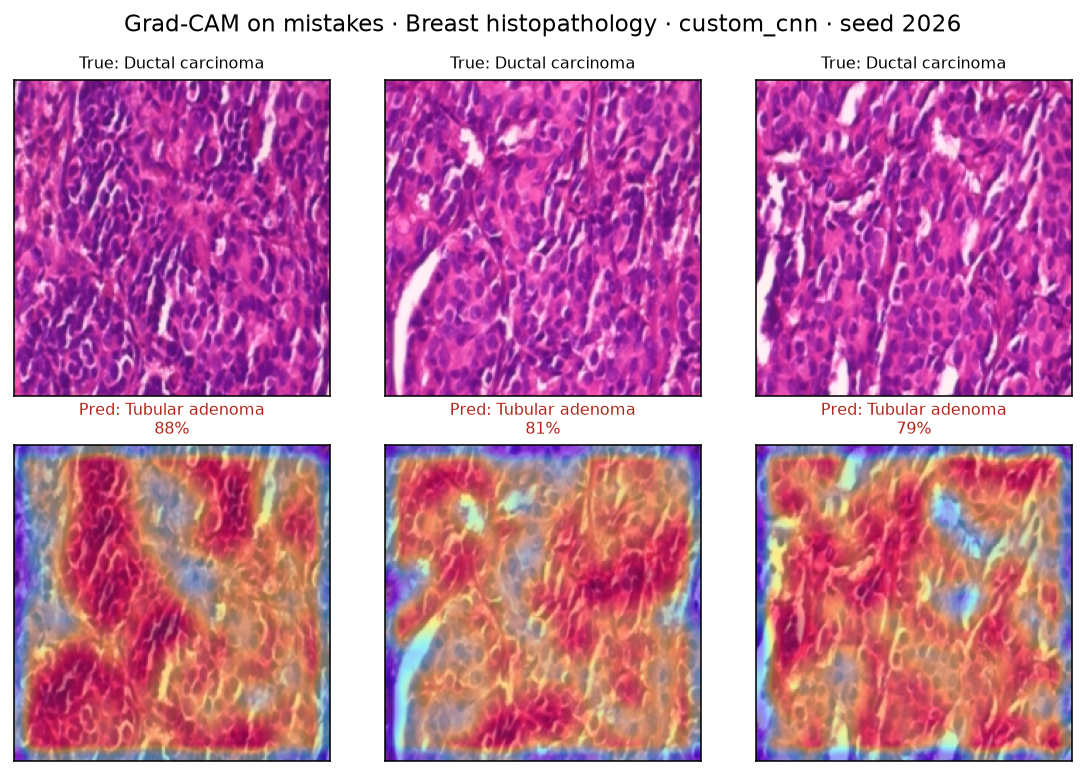 Grad-CAM on mistakes · Breast histopathology · custom_cnn · seed 2026
True: Ductal carcinoma
True: Ductal carcinoma
True: Ductal carcinoma
Pred: Tubular adenoma
88%
Pred: Tubular adenoma
81%
Pred: Tubular adenoma
79%